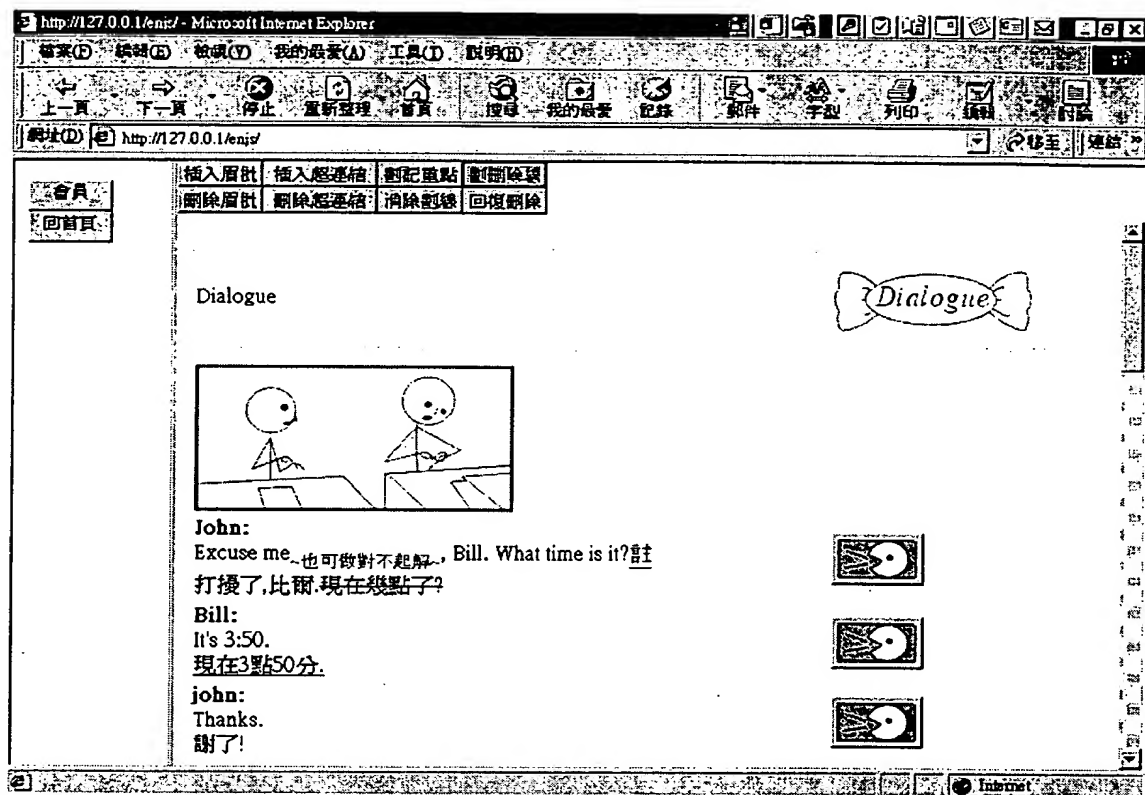 http://127.0.0.1/enjs/ - Microsoft Internet Explorer
檔案(F) 編輯(E) 檢視(V) 我的最愛(A) 工具(T) 說明(H)
上一頁 下一頁 停止 重新整理 首頁 搜尋 我的最愛 記錄 郵件 字型 列印 編輯 討論
網址(D) http://127.0.0.1/enjs/ 移至 連結 »
會員
回首頁
插入眉批 插入超連結 劃記重點 劃刪除線
刪除眉批 刪除超連結 消除劃線 回復刪除
Dialogue
Dialogue
John:
Excuse me~也可做對不起解~, Bill. What time is it?註
打擾了,比爾.現在幾點了?
Bill:
It's 3:50.
現在3點50分.
john:
Thanks.
謝了!
Internet